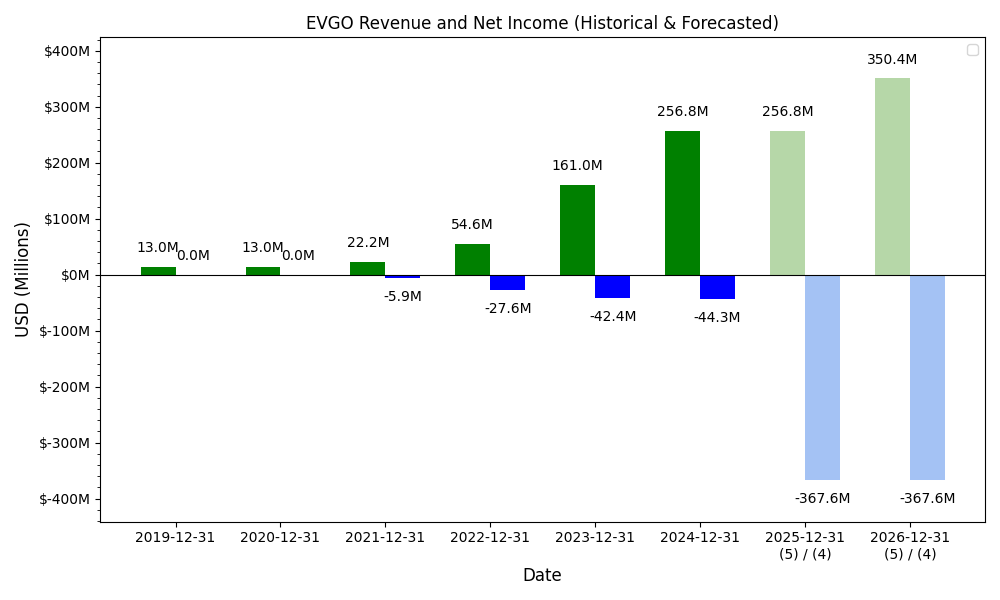 EVGO Revenue and Net Income (Historical & Forecasted)
$400M
$300M
$200M
$100M
$0M
$-100M
$-200M
$-300M
$-400M
USD (Millions)
13.0M
0.0M
13.0M
0.0M
22.2M
-5.9M
54.6M
-27.6M
161.0M
-42.4M
256.8M
-44.3M
256.8M
-367.6M
350.4M
-367.6M
2019-12-31
2020-12-31
2021-12-31
2022-12-31
2023-12-31
2024-12-31
2025-12-31
(5) / (4)
2026-12-31
(5) / (4)
Date